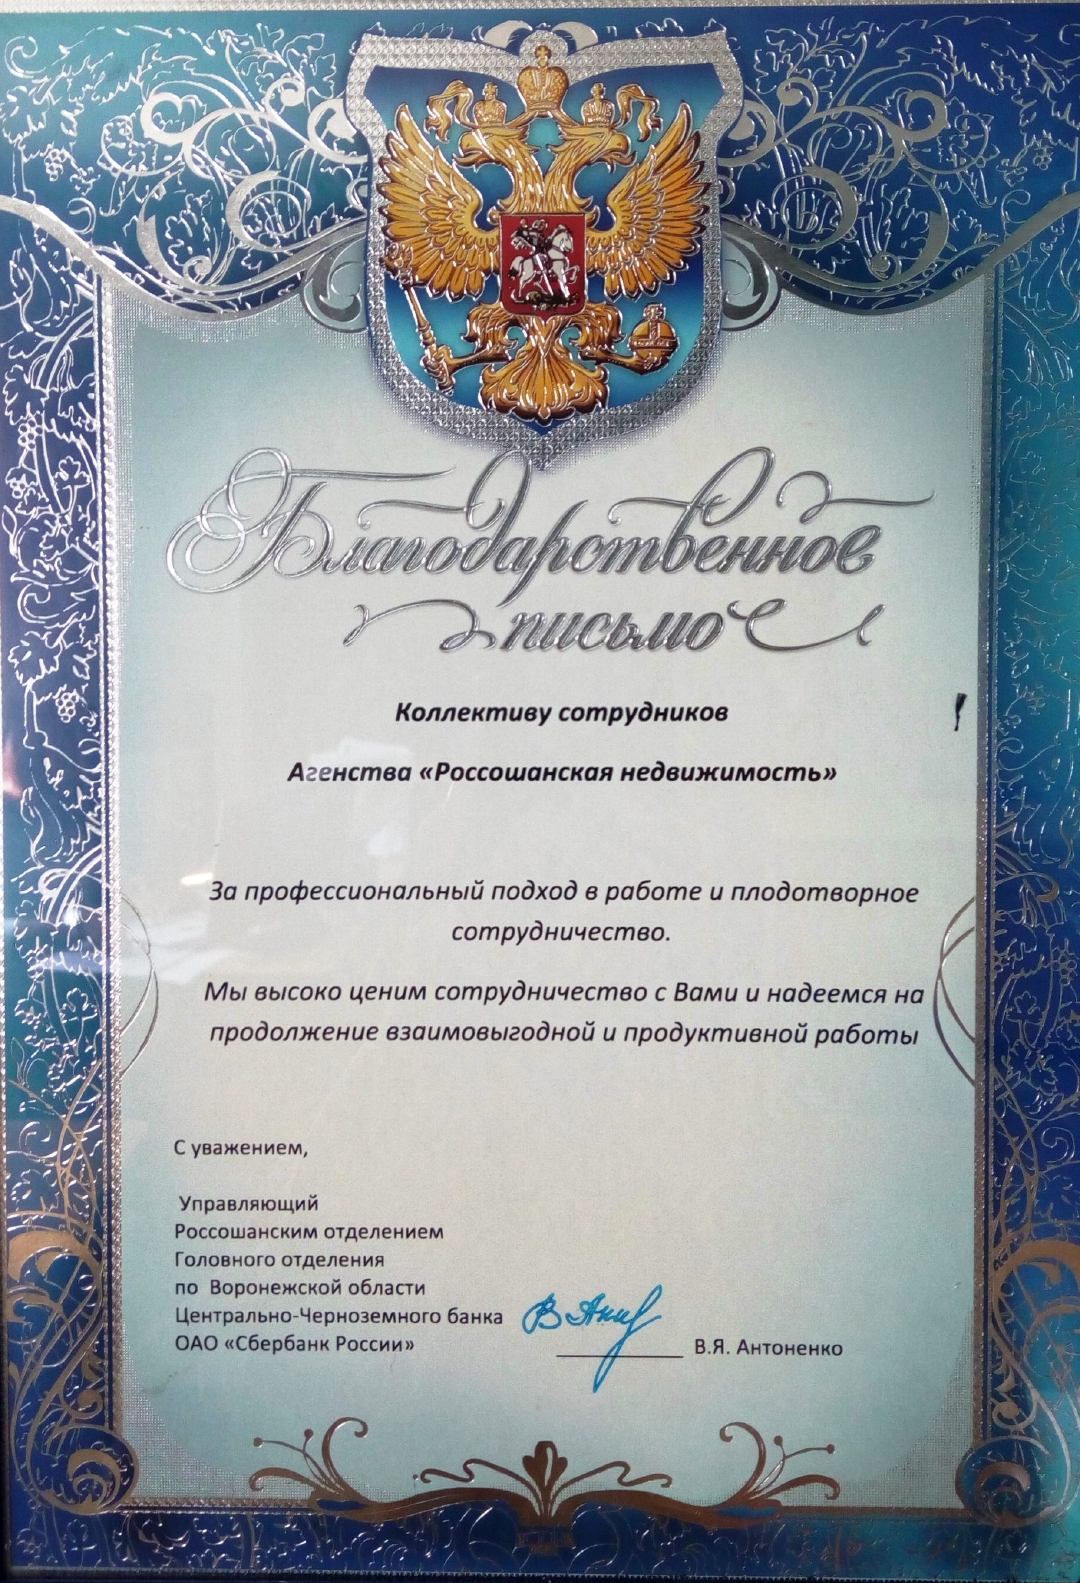 Благодарственное
письмо
Коллективу сотрудников
Агенства «Россошанская недвижимость»
За профессиональный подход в работе и плодотворное
сотрудничество.
Мы высоко ценим сотрудничество с Вами и надеемся на
продолжение взаимовыгодной и продуктивной работы
С уважением,
Управляющий
Россошанским отделением
Головного отделения
по Воронежской области
Центрально-Черноземного банка
ОАО «Сбербанк России»
В.Я. Антоненко